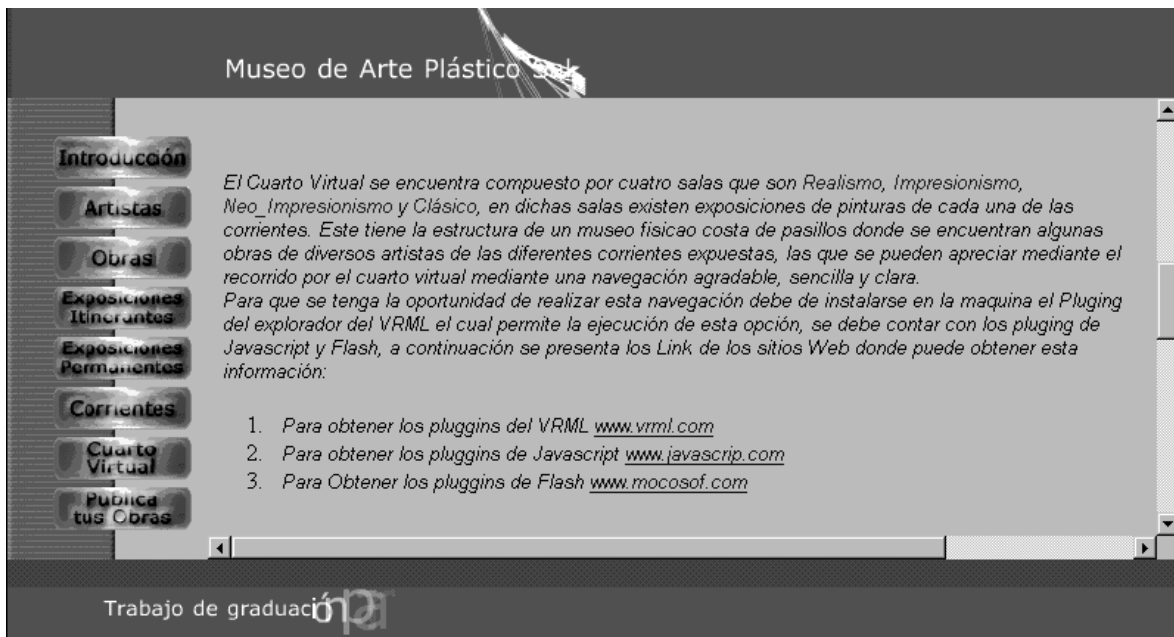 Museo de Arte Plástico
Introducción
Artistas
Obras
Exposiciones
Itinerantes
Exposiciones
Permanentes
Corrientes
Cuarto
Virtual
Publica
tus Obras
El Cuarto Virtual se encuentra compuesto por cuatro salas que son Realismo, Impresionismo,
Neo_Impresionismo y Clásico, en dichas salas existen exposiciones de pinturas de cada una de las
corrientes. Este tiene la estructura de un museo fisicao costa de pasillos donde se encuentran algunas
obras de diversos artistas de las diferentes corrientes expuestas, las que se pueden apreciar mediante el
recorrido por el cuarto virtual mediante una navegación agradable, sencilla y clara.
Para que se tenga la oportunidad de realizar esta navegación debe de instalarse en la maquina el Pluging
del explorador del VRML el cual permite la ejecución de esta opción, se debe contar con los pluging de
Javascript y Flash, a continuación se presenta los Link de los sitios Web donde puede obtener esta
información:
1. Para obtener los pluggins del VRML www.vrml.com
2. Para obtener los pluggins de Javascript www.javascrip.com
3. Para Obtener los pluggins de Flash www.mocosof.com
Trabajo de graduación